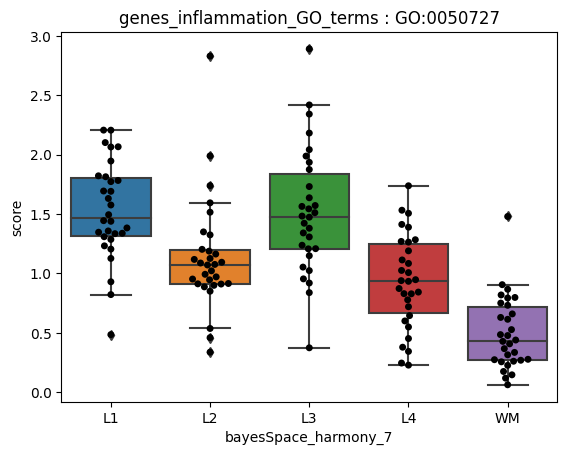 genes_inflammation_GO_terms : GO:0050727
3.0
2.5
2.0
1.5
1.0
0.5
0.0
score
L1 L2 L3 L4 WM
bayesSpace_harmony_7